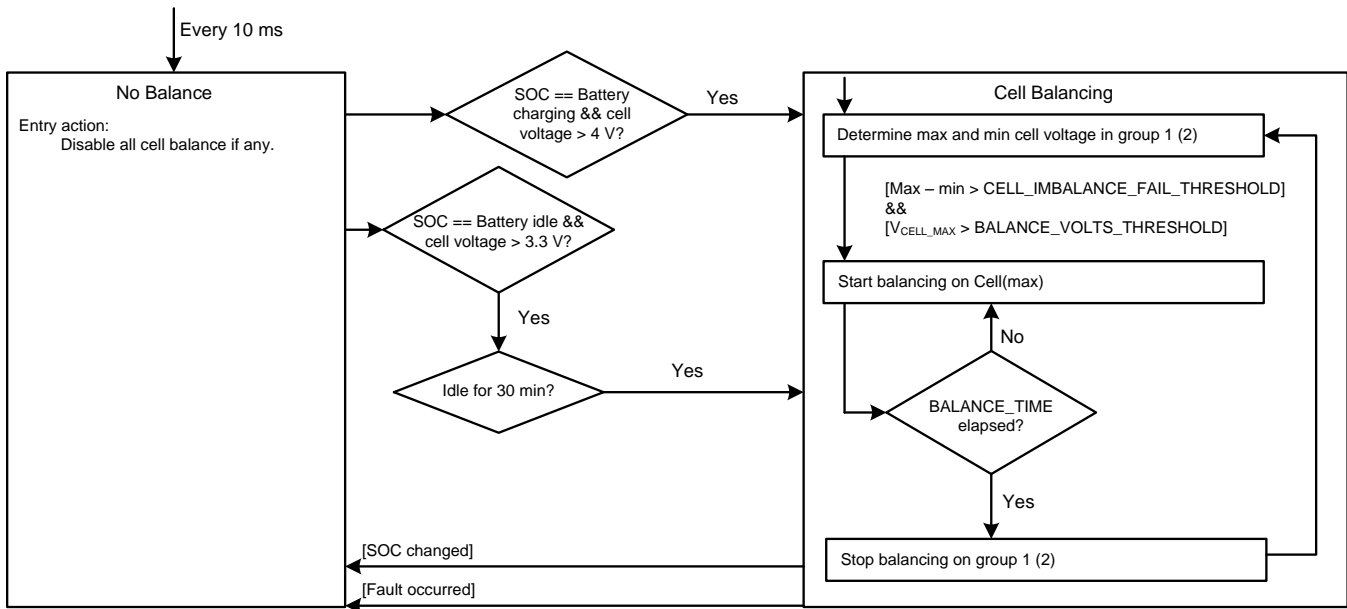 Every 10 ms
No Balance
Entry action:
Disable all cell balance if any.
SOC == Battery
charging && cell
voltage > 4 V?
Yes
SOC == Battery idle &&
cell voltage > 3.3 V?
Yes
Idle for 30 min?
Yes
[SOC changed]
[Fault occurred]
Cell Balancing
Determine max and min cell voltage in group 1 (2)
[Max – min > CELL_IMBALANCE_FAIL_THRESHOLD]
&&
[VCELL_MAX > BALANCE_VOLTS_THRESHOLD]
Start balancing on Cell(max)
No
BALANCE_TIME
elapsed?
Yes
Stop balancing on group 1 (2)